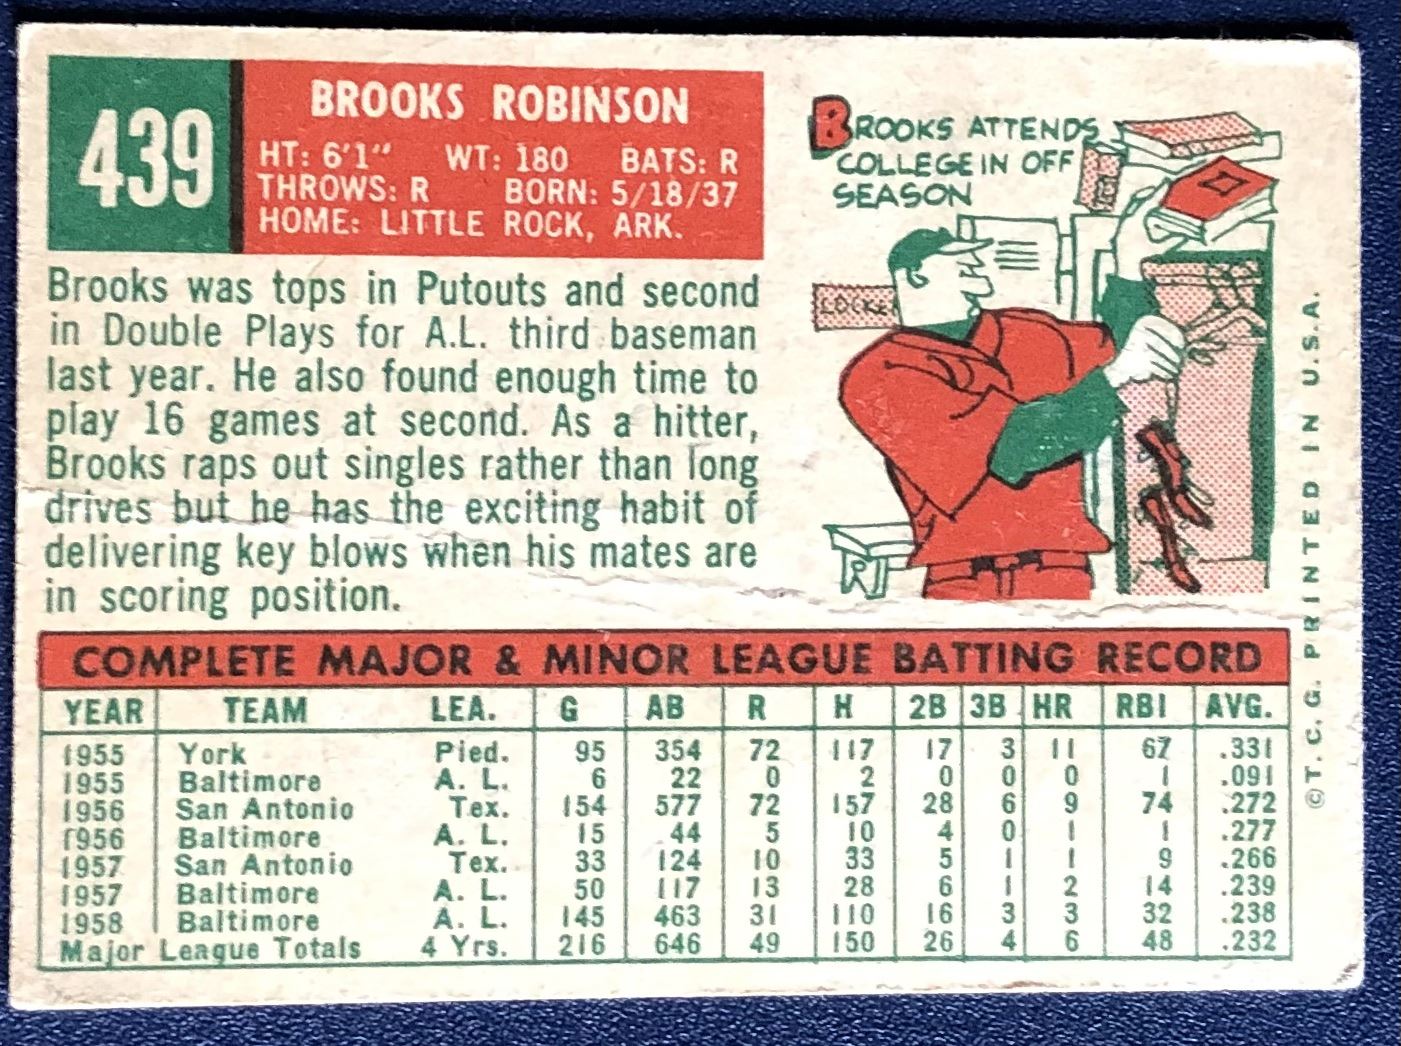 439
BROOKS ROBINSON
HT: 6'1" WT: 180 BATS: R
THROWS: R BORN: 5/18/37
HOME: LITTLE ROCK, ARK.
Brooks was tops in Putouts and second
in Double Plays for A.L. third baseman
last year. He also found enough time to
play 16 games at second. As a hitter,
Brooks raps out singles rather than long
drives but he has the exciting habit of
delivering key blows when his mates are
in scoring position.
BROOKS ATTENDS
COLLEGE IN OFF
SEASON
LOCKER
COMPLETE MAJOR & MINOR LEAGUE BATTING RECORD
YEAR TEAM LEA. G AB R H 2B 3B HR RBI AVG.
1955 York Pied. 95 354 72 117 17 3 11 67 .331
1955 Baltimore A. L. 6 22 0 2 0 0 0 1 .091
1956 San Antonio Tex. 154 577 72 157 28 6 9 74 .272
1956 Baltimore A. L. 15 44 5 10 4 0 1 1 .277
1957 San Antonio Tex. 33 124 10 33 5 1 1 9 .266
1957 Baltimore A. L. 50 117 13 28 6 1 2 14 .239
1958 Baltimore A. L. 145 463 31 110 16 3 3 32 .238
Major League Totals 4 Yrs. 216 646 49 150 26 4 6 48 .232
© T. C. G. PRINTED IN U.S.A.